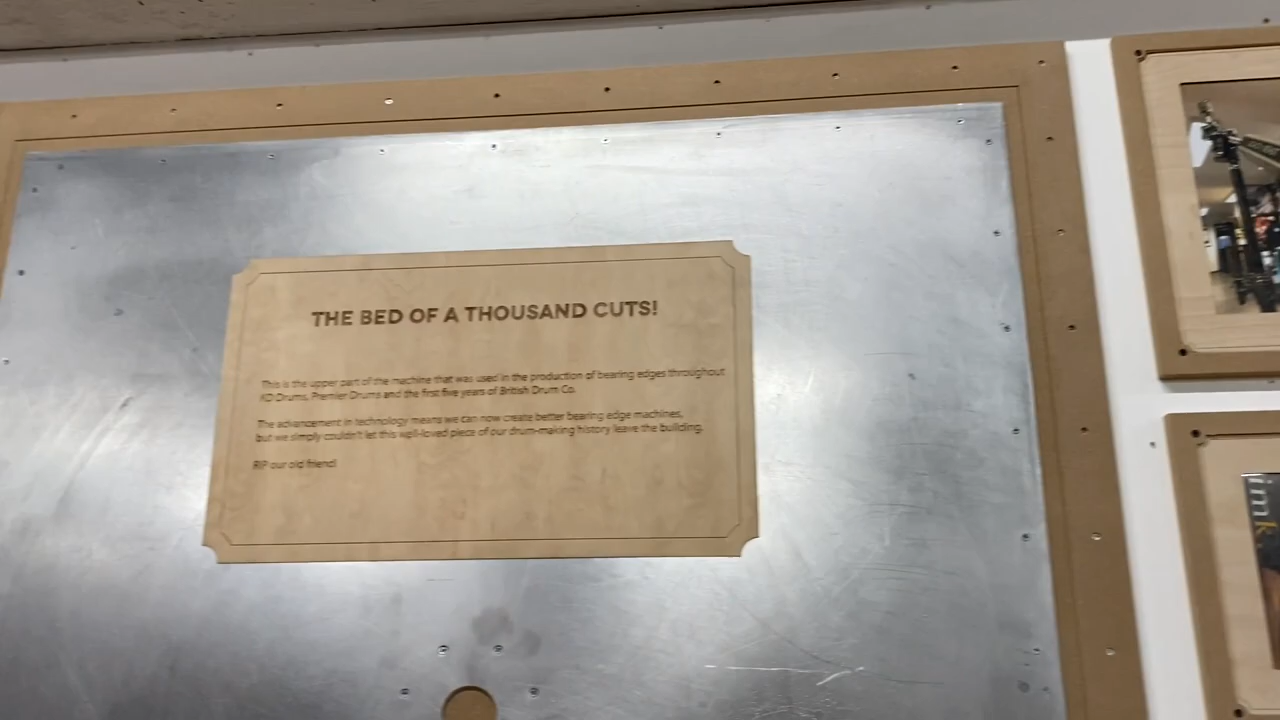 THE BED OF A THOUSAND CUTS!
This is the upper part of the machine that was used in the production of bearing edges throughout
KD Drums, Premier Drums and the first five years of British Drum Co.
The advancement in technology means we can now create better bearing edge machines,
but we simply couldn't let this well-loved piece of our drum-making history leave the building.
RIP our old friend!
imk